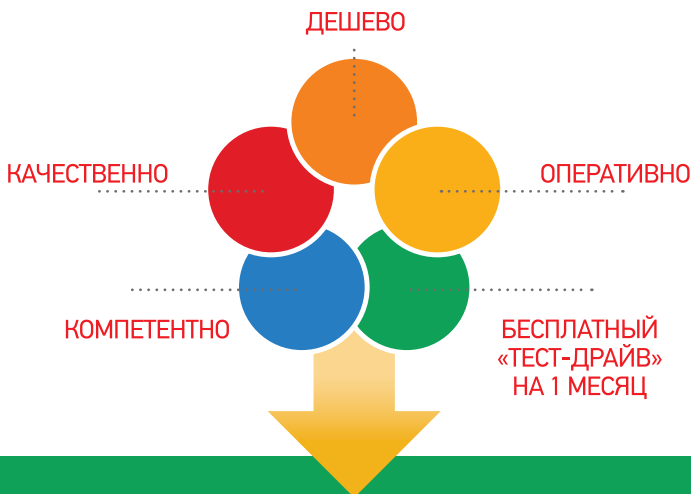 ДЕШЕВО
КАЧЕСТВЕННО
ОПЕРАТИВНО
КОМПЕТЕНТНО
БЕСПЛАТНЫЙ
«ТЕСТ-ДРАЙВ»
НА 1 МЕСЯЦ